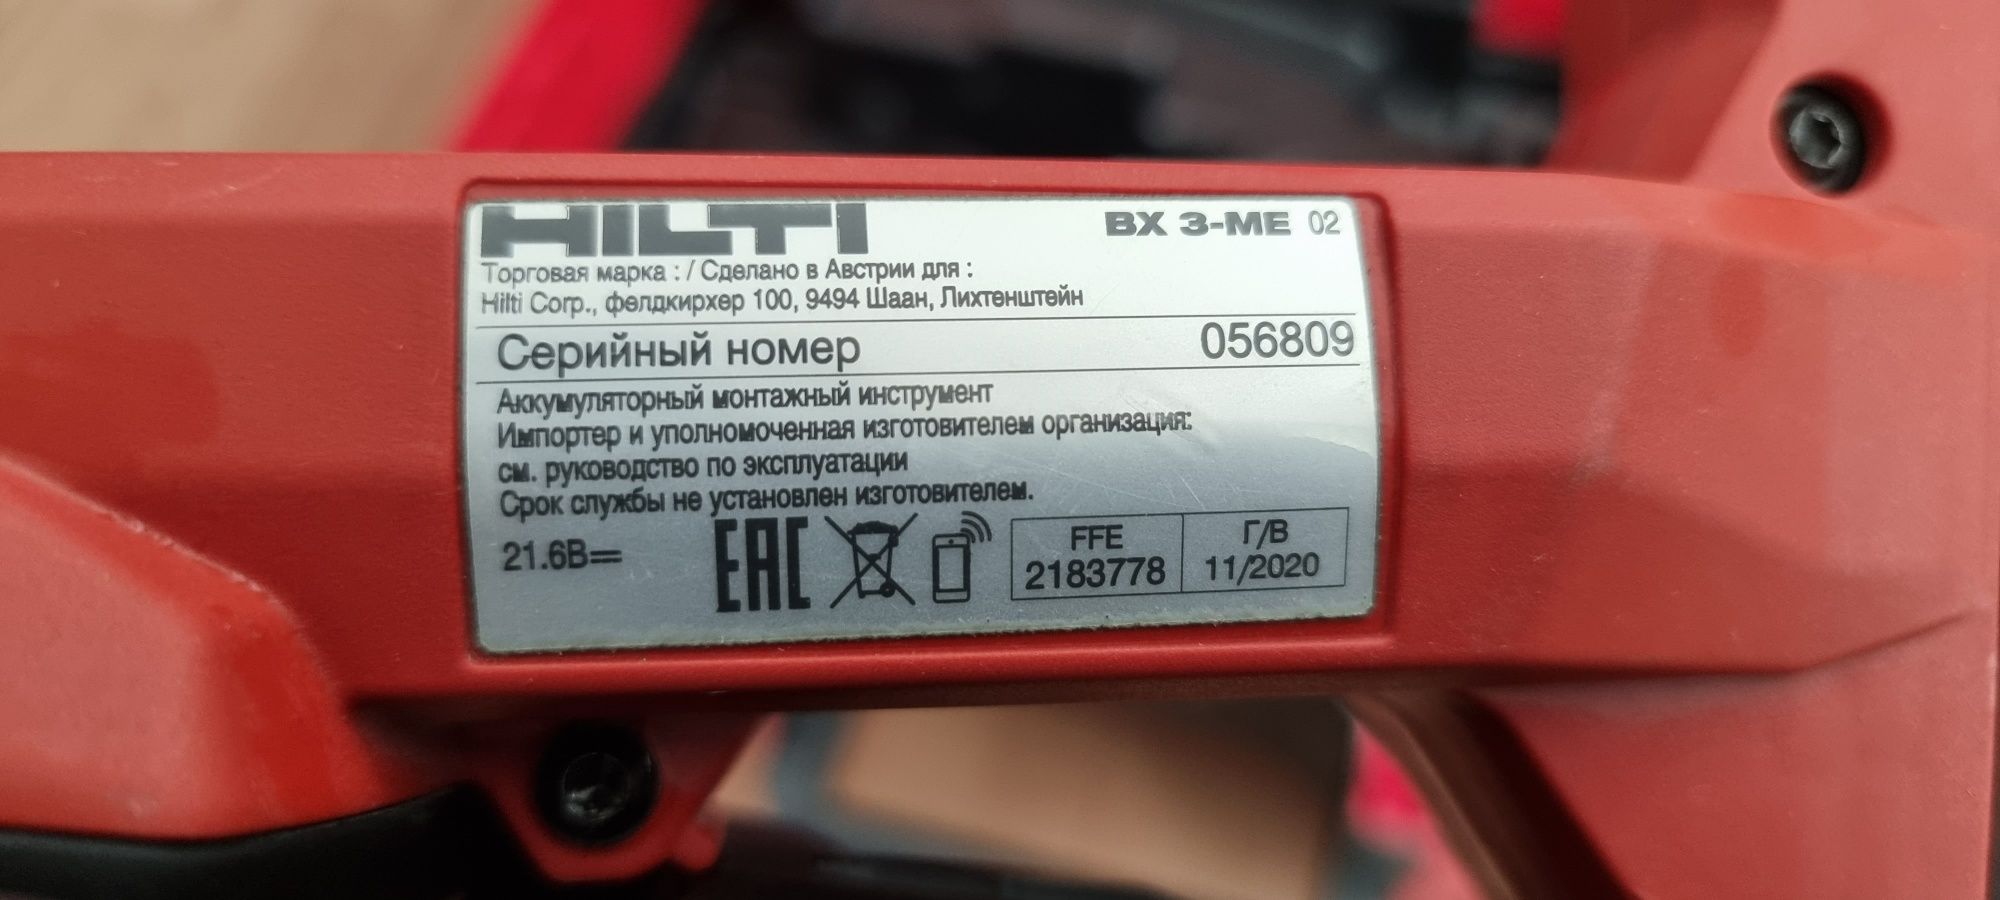 HILTI BX 3-ME 02
Торговая марка : / Сделано в Австрии для :
Hilti Corp., фелдкирхер 100, 9494 Шаан, Лихтенштейн
Серийный номер 056809
Аккумуляторный монтажный инструмент
Импортер и уполномоченная изготовителем организация:
см. руководство по эксплуатации
Срок службы не установлен изготовителем.
21.6В
EAC
FFE Г/В
2183778 11/2020